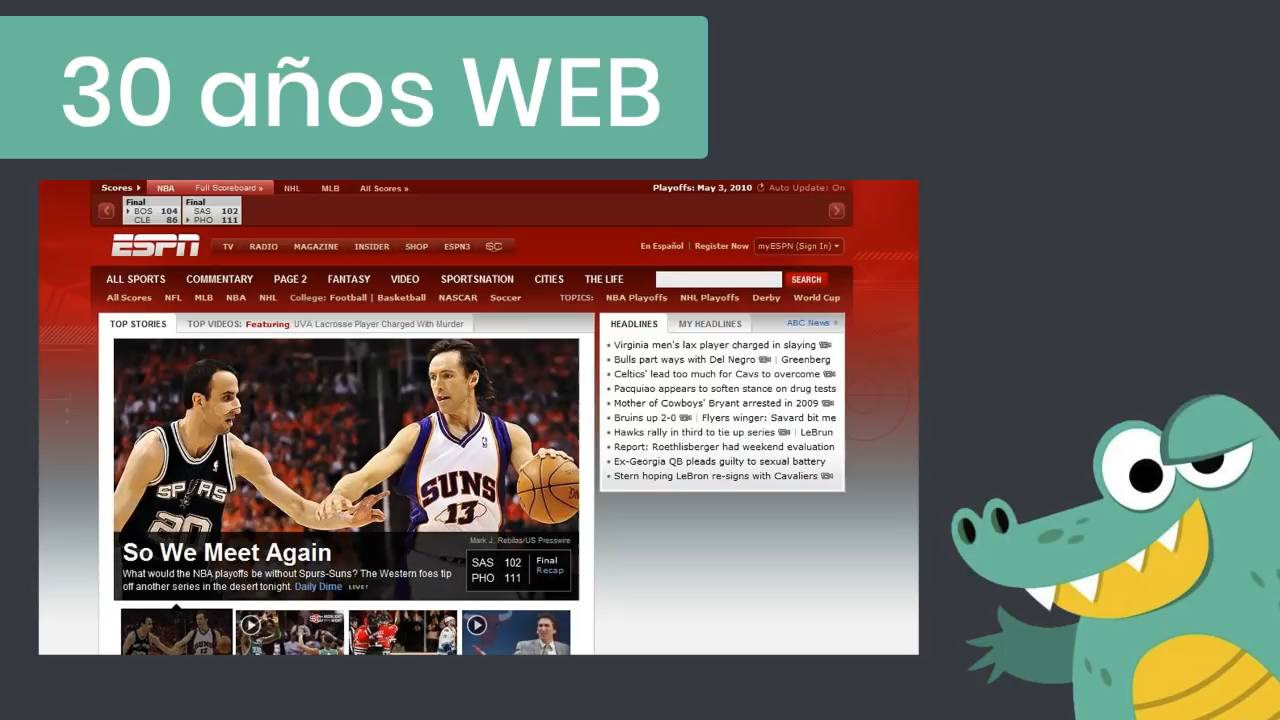 30 años WEB
Scores NBA Full Scoreboard » NHL MLB All Scores » Playoffs: May 3, 2010 Auto Update: On
Final Final
BOS 104 SAS 102
CLE 86 PHO 111
ESPN TV RADIO MAGAZINE INSIDER SHOP ESPN3 SC En Español | Register Now myESPN (Sign In)
ALL SPORTS COMMENTARY PAGE 2 FANTASY VIDEO SPORTSNATION CITIES THE LIFE SEARCH
All Scores NFL MLB NBA NHL College: Football | Basketball NASCAR Soccer TOPICS: NBA Playoffs NHL Playoffs Derby World Cup
TOP STORIES TOP VIDEOS: Featuring UVA Lacrosse Player Charged With Murder
SPURS
20
SUNS
13
So We Meet Again
What would the NBA playoffs be without Spurs-Suns? The Western foes tip
off another series in the desert tonight. Daily Dime LIVE!
Mark J. Rebilas/US Presswire
SAS 102 Final
PHO 111 Recap
HEADLINES MY HEADLINES ABC News »
• Virginia men's lax player charged in slaying
• Bulls part ways with Del Negro | Greenberg
• Celtics' lead too much for Cavs to overcome
• Pacquiao appears to soften stance on drug tests
• Mother of Cowboys' Bryant arrested in 2009
• Bruins up 2-0 | Flyers winger: Savard bit me
• Hawks rally in third to tie up series | LeBron
• Report: Roethlisberger had weekend evaluation
• Ex-Georgia QB pleads guilty to sexual battery
• Stern hoping LeBron re-signs with Cavaliers